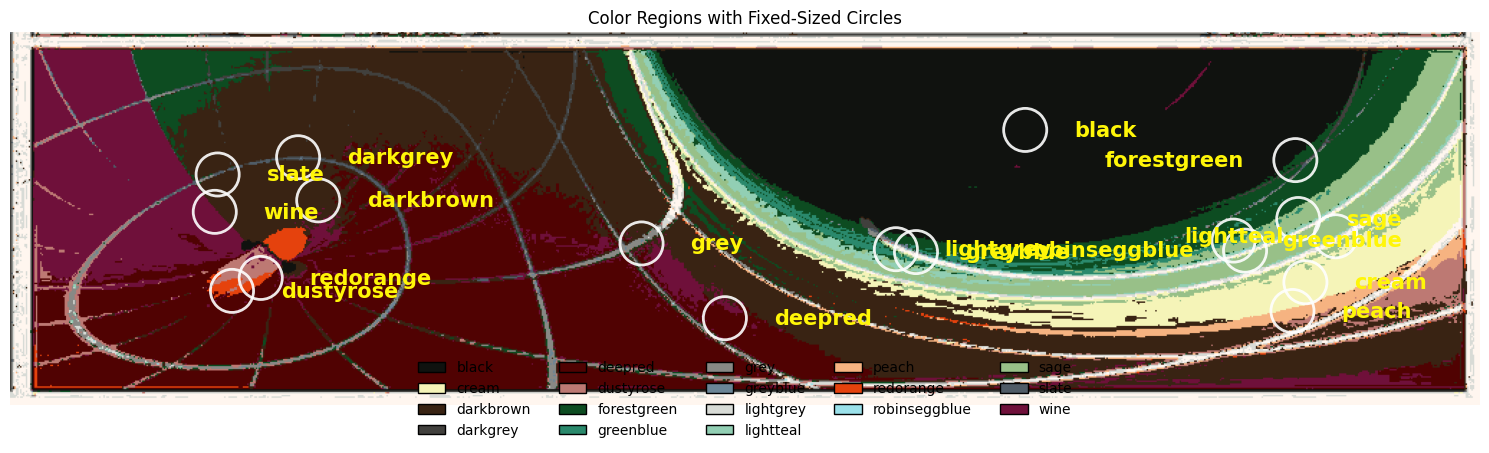 Color Regions with Fixed-Sized Circles
black
darkgrey
forestgreen
slate
darkbrown
wine
sage
lightteal
greenblue
grey
lightgrey
greyblue
robinseggblue
redorange
dustyrose
cream
peach
deepred
black deepred grey peach sage
cream dustyrose greyblue redorange slate
darkbrown forestgreen lightgrey robinseggblue wine
darkgrey greenblue lightteal